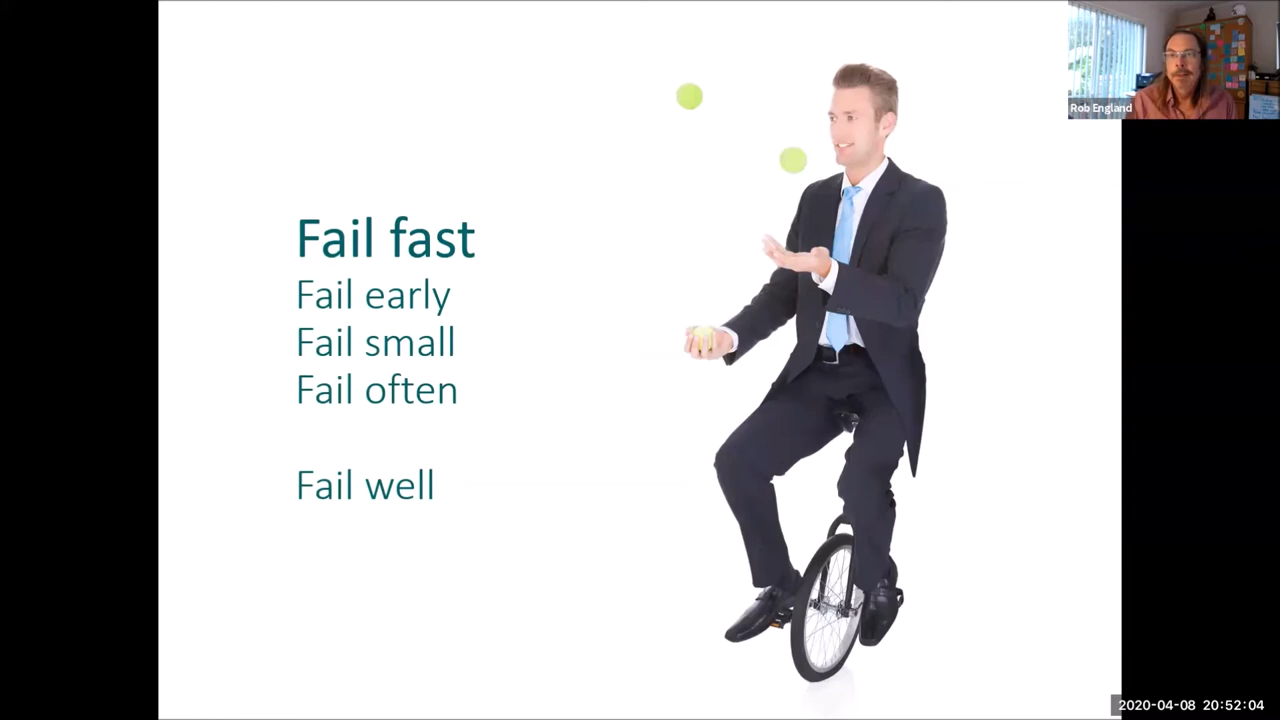 Fail fast
Fail early
Fail small
Fail often
Fail well
Rob England
2020-04-08 20:52:04